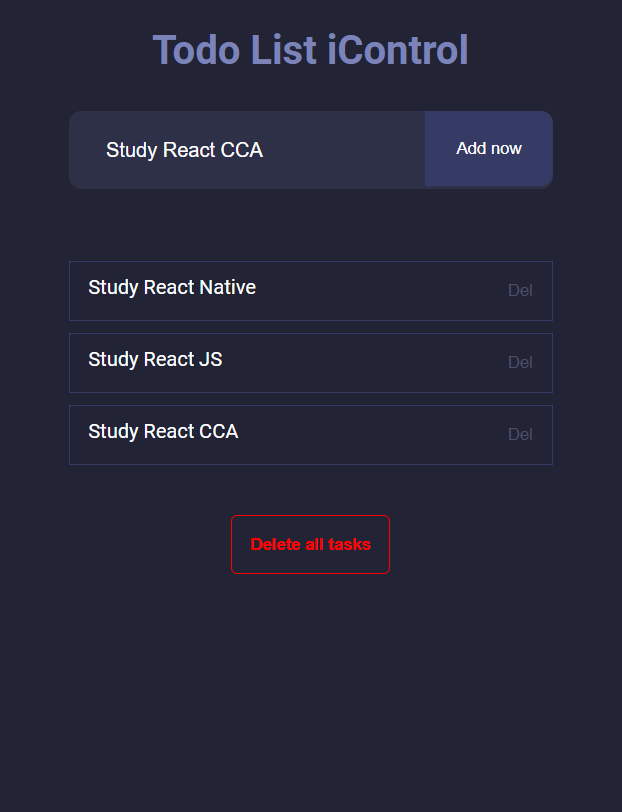 Todo List iControl
Study React CCA
Add now
Study React Native
Del
Study React JS
Del
Study React CCA
Del
Delete all tasks